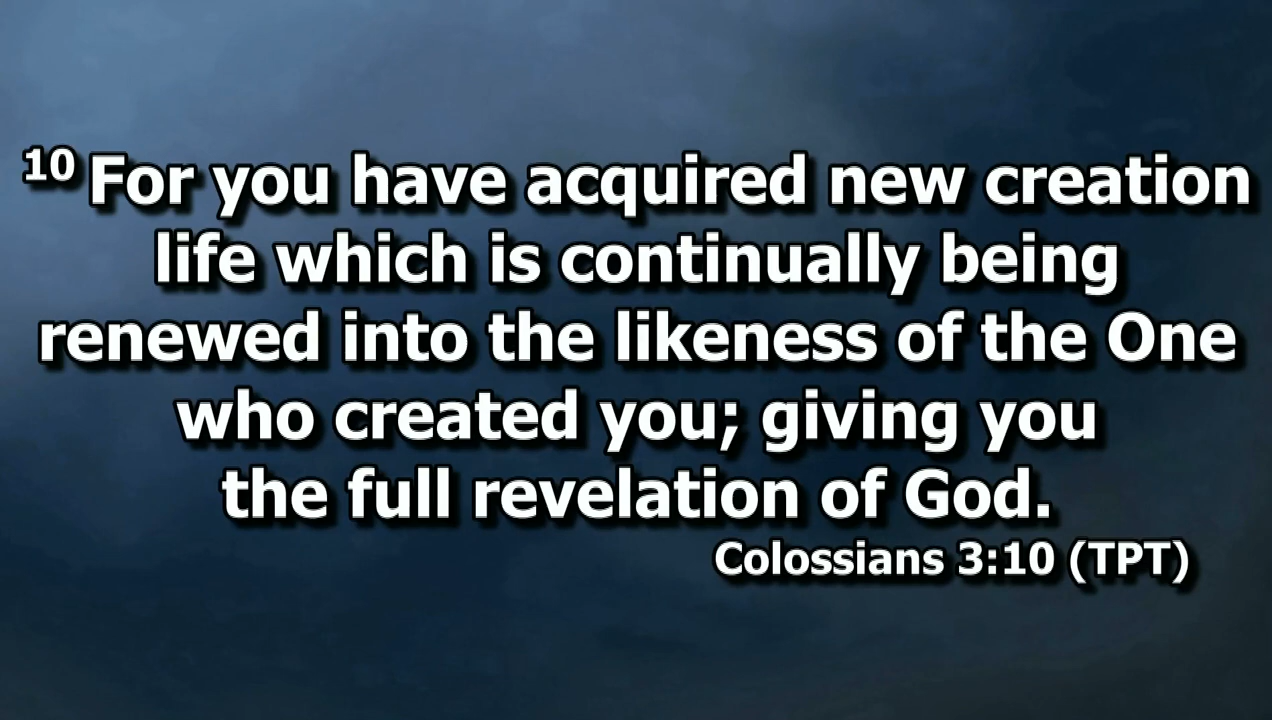 10 For you have acquired new creation
life which is continually being
renewed into the likeness of the One
who created you; giving you
the full revelation of God.
Colossians 3:10 (TPT)